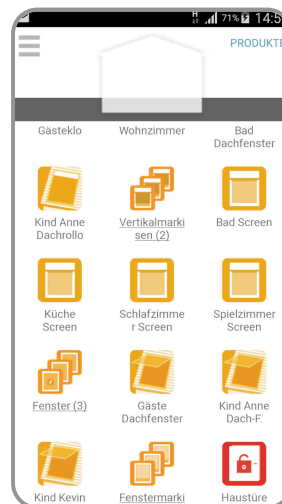 H 71% 14:5
PRODUKTE
Gästeklo Wohnzimmer Bad
Dachfenster
Kind Anne Vertikalmarki Bad Screen
Dachrollo sen (2)
Küche Schlafzimme Spielzimmer
Screen r Screen Screen
Fenster (3) Gäste Kind Anne
Dachfenster Dach-F.
Kind Kevin Fenstermarki Haustüre